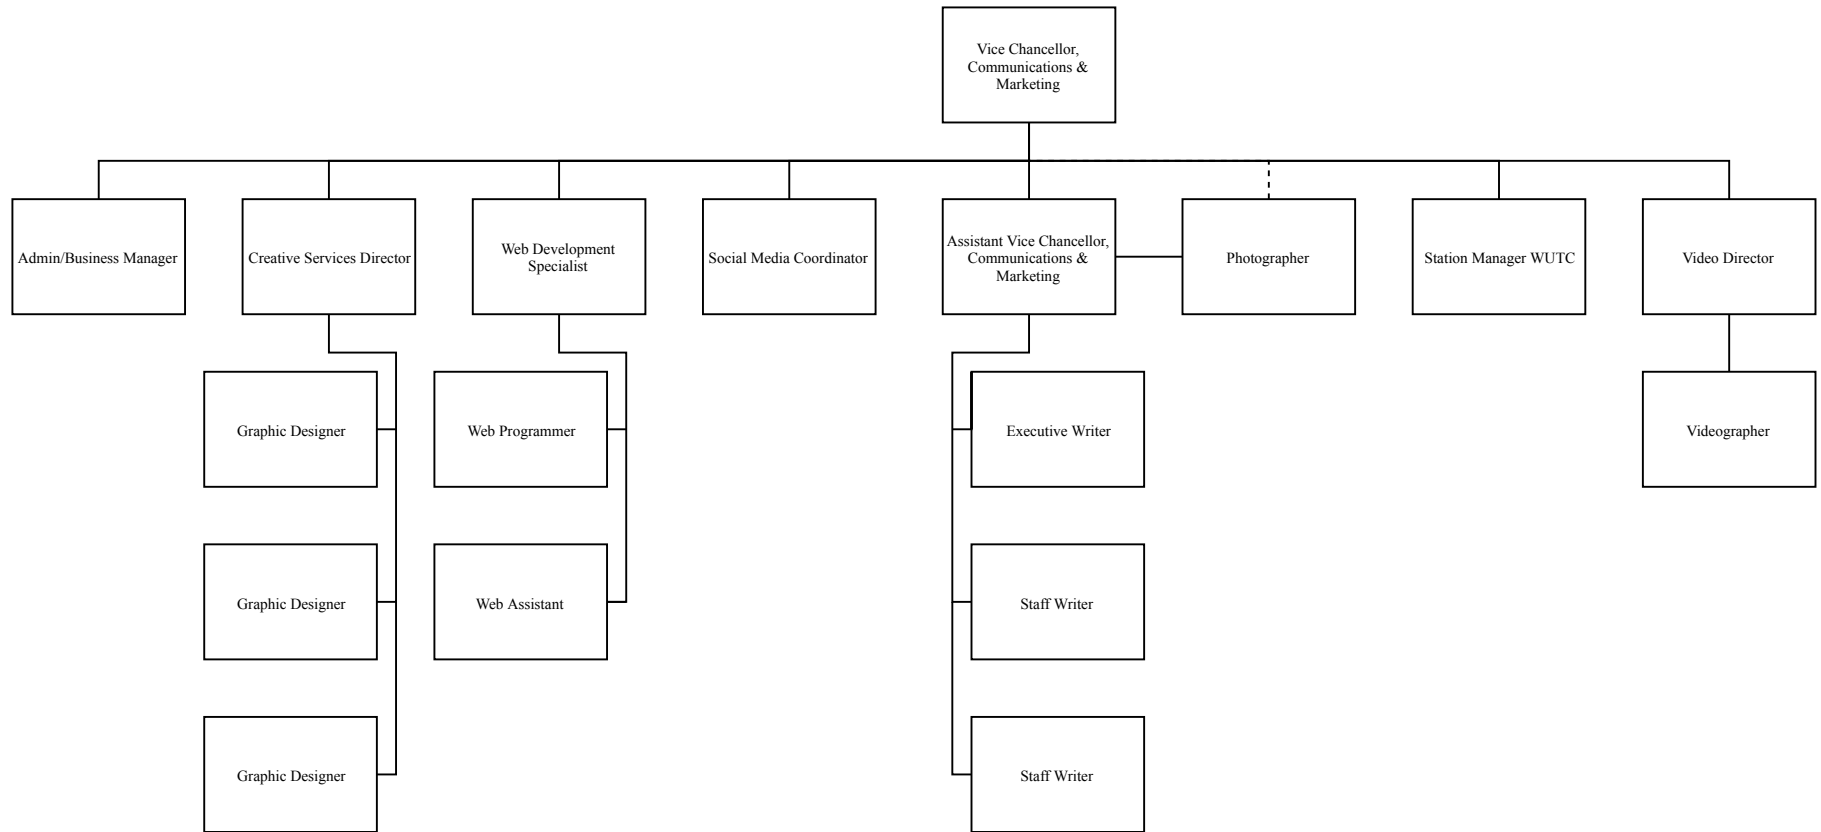 Vice Chancellor,
Communications &
Marketing
Admin/Business Manager
Creative Services Director
Web Development
Specialist
Social Media Coordinator
Assistant Vice Chancellor,
Communications &
Marketing
Photographer
Station Manager WUTC
Video Director
Graphic Designer
Web Programmer
Executive Writer
Videographer
Graphic Designer
Web Assistant
Staff Writer
Graphic Designer
Staff Writer